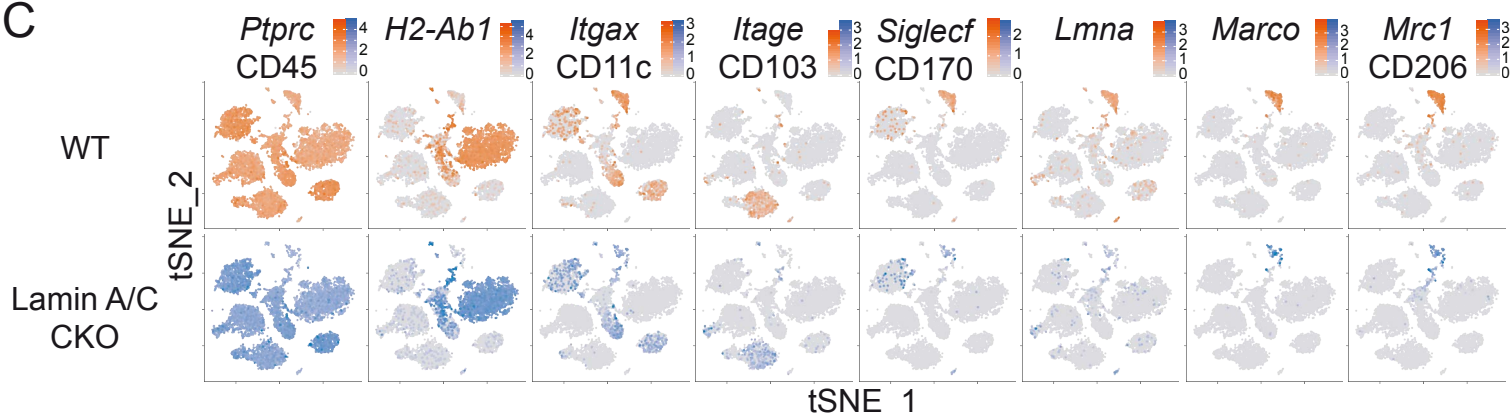 C
Ptprc H2-Ab1 Itgax Itage Siglecf Lmna Marco Mrc1
CD45 CD11c CD103 CD170 CD206
4 2 0
4 2 0
3 2 1 0
3 2 1 0
2 1 0
3 2 1 0
3 2 1 0
3 2 1 0
WT
Lamin A/C
CKO
tSNE_2
tSNE_1